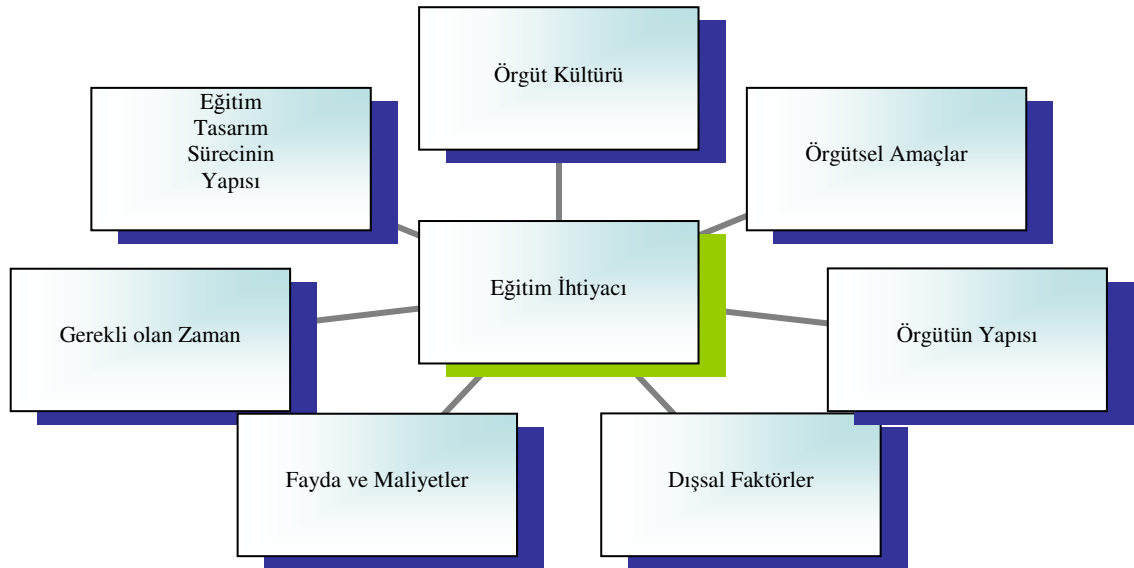 Örgüt Kültürü
Eğitim
Tasarım
Sürecinin
Yapısı
Örgütsel Amaçlar
Eğitim İhtiyacı
Gerekli olan Zaman
Örgütün Yapısı
Fayda ve Maliyetler
Dışsal Faktörler